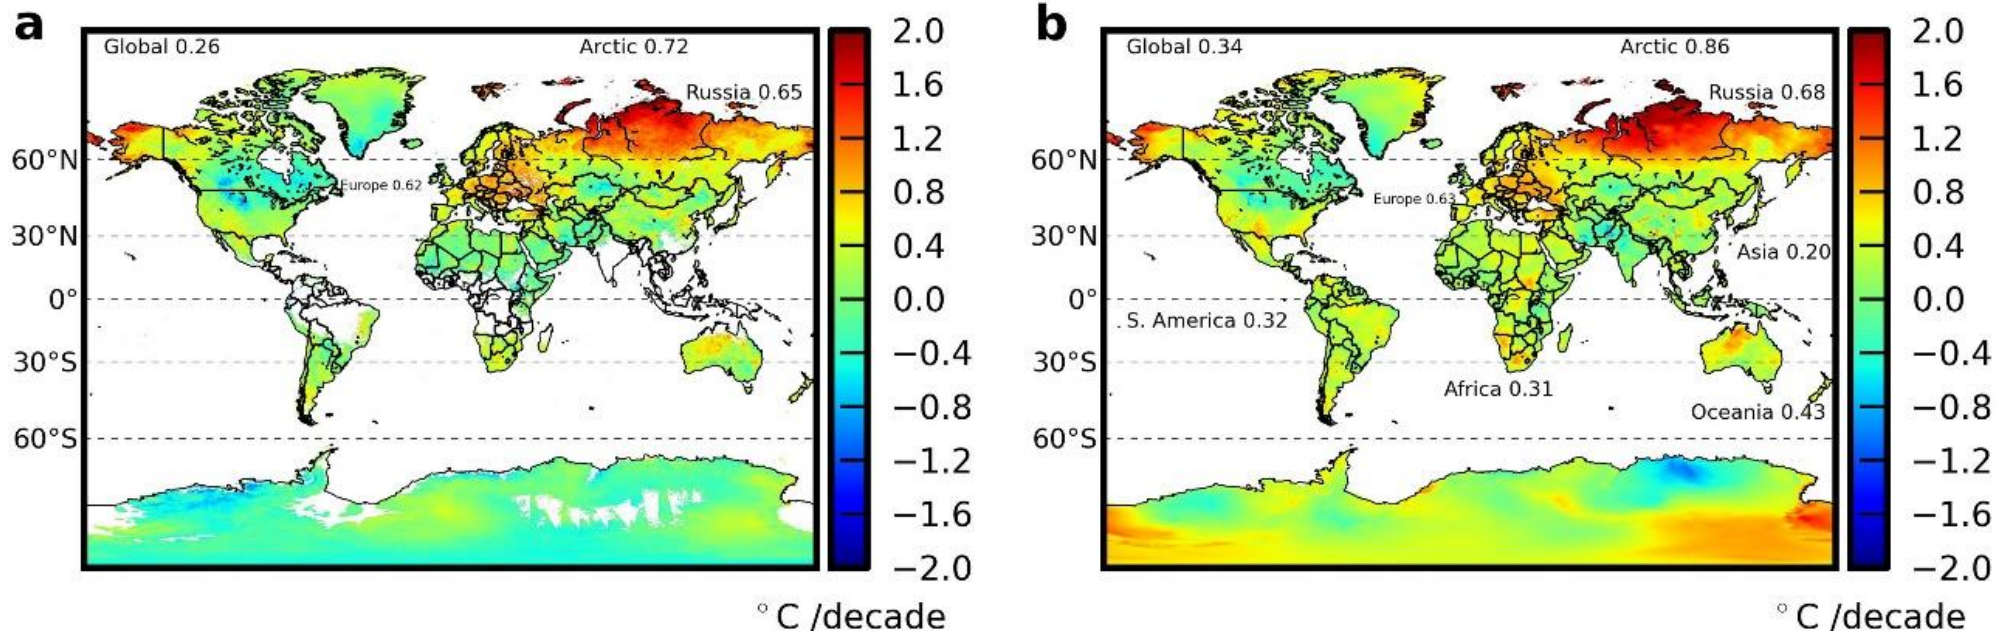 a
Global 0.26
Arctic 0.72
Russia 0.65
Europe 0.62
60°N
30°N
0°
30°S
60°S
2.0
1.6
1.2
0.8
0.4
0.0
−0.4
−0.8
−1.2
−1.6
−2.0
°C /decade
b
Global 0.34
Arctic 0.86
Russia 0.68
Europe 0.63
Asia 0.20
S. America 0.32
Africa 0.31
Oceania 0.43
60°N
30°N
0°
30°S
60°S
2.0
1.6
1.2
0.8
0.4
0.0
−0.4
−0.8
−1.2
−1.6
−2.0
°C /decade